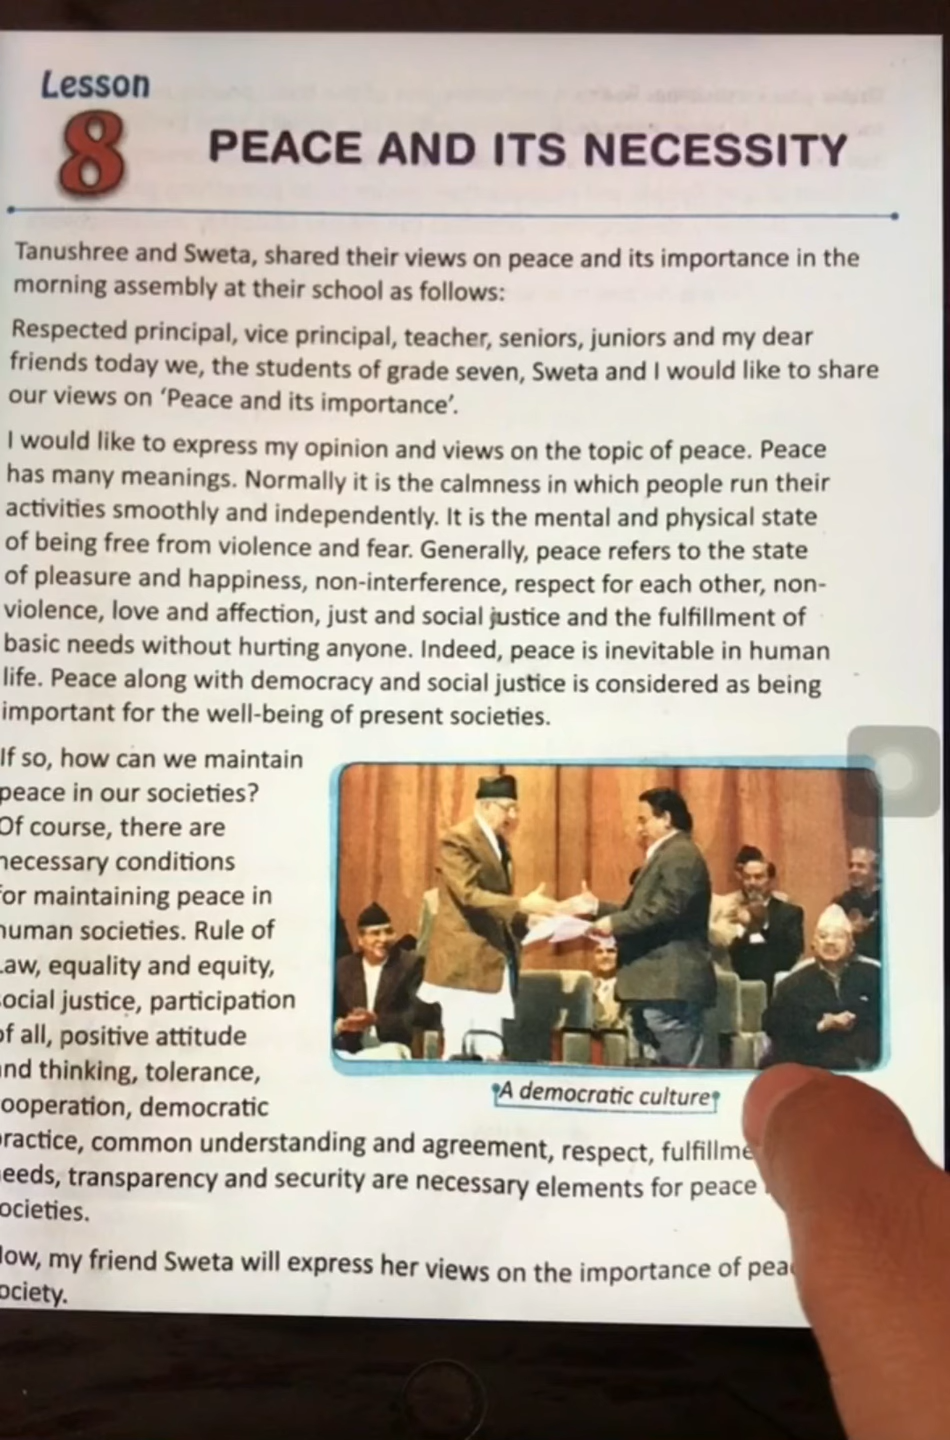 Lesson
8
PEACE AND ITS NECESSITY
Tanushree and Sweta, shared their views on peace and its importance in the
morning assembly at their school as follows:
Respected principal, vice principal, teacher, seniors, juniors and my dear
friends today we, the students of grade seven, Sweta and I would like to share
our views on ‘Peace and its importance’.
I would like to express my opinion and views on the topic of peace. Peace
has many meanings. Normally it is the calmness in which people run their
activities smoothly and independently. It is the mental and physical state
of being free from violence and fear. Generally, peace refers to the state
of pleasure and happiness, non-interference, respect for each other, non-
violence, love and affection, just and social justice and the fulfillment of
basic needs without hurting anyone. Indeed, peace is inevitable in human
life. Peace along with democracy and social justice is considered as being
important for the well-being of present societies.
If so, how can we maintain
peace in our societies?
Of course, there are
necessary conditions
for maintaining peace in
human societies. Rule of
Law, equality and equity,
social justice, participation
of all, positive attitude
and thinking, tolerance,
cooperation, democratic
practice, common understanding and agreement, respect,
needs, transparency and security are necessary elements for peace
societies.
A democratic culture
Now, my friend Sweta will express her views on the importance of
society.